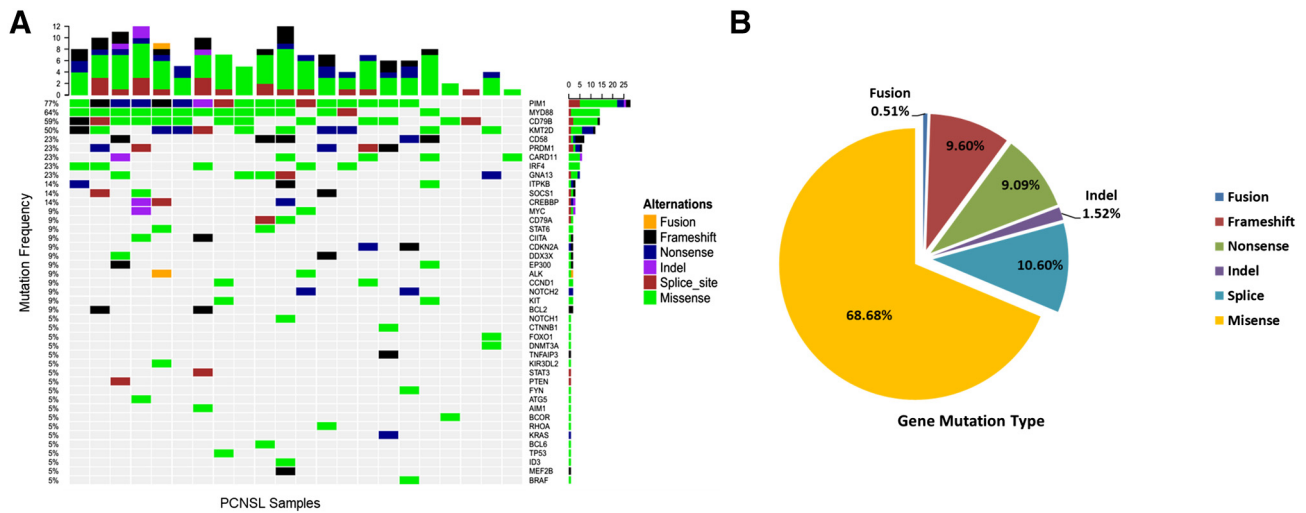 A
12
10
8
6
4
2
0
0 5 10 15 20 25
Mutation Frequency
77% PIM1
64% MYD88
59% CD79B
50% KMT2D
23% CD58
23% PRDM1
23% CARD11
23% IRF4
23% GNA13
14% ITPKB
14% SOCS1
14% CREBBP
9% MYC
9% CD79A
9% STAT6
9% CIITA
9% CDKN2A
9% DDX3X
9% EP300
9% ALK
9% CCND1
9% NOTCH2
9% KIT
9% BCL2
5% NOTCH1
5% CTNNB1
5% FOXO1
5% DNMT3A
5% TNFAIP3
5% KIR3DL2
5% STAT3
5% PTEN
5% FYN
5% ATG5
5% AIM1
5% BCOR
5% RHOA
5% KRAS
5% BCL6
5% TP53
5% ID3
5% MEF2B
5% BRAF
PCNSL Samples
Alternations
Fusion
Frameshift
Nonsense
Indel
Splice_site
Missense
B
Fusion
0.51%
9.60%
9.09%
Indel
1.52%
10.60%
68.68%
Gene Mutation Type
Fusion
Frameshift
Nonsense
Indel
Splice
Misense